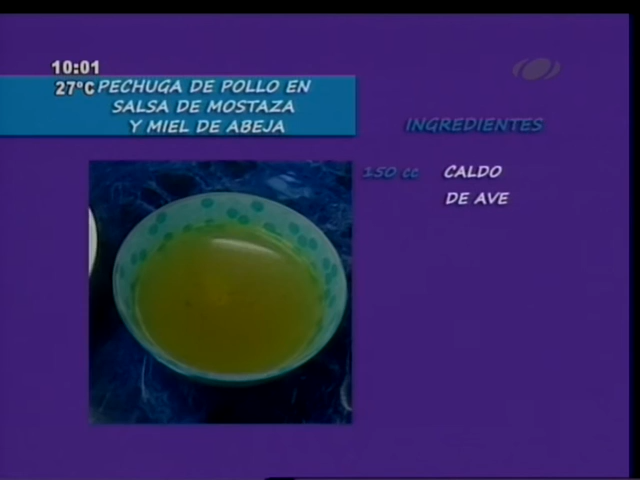 10:01
27°C
PECHUGA DE POLLO EN
SALSA DE MOSTAZA
Y MIEL DE ABEJA
INGREDIENTES
150 cc CALDO
DE AVE